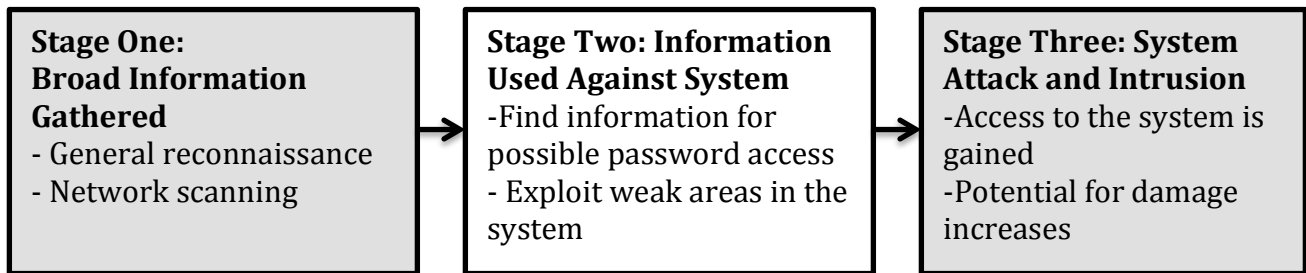 Stage One:
Broad Information
Gathered
- General reconnaissance
- Network scanning
Stage Two: Information
Used Against System
-Find information for
possible password access
- Exploit weak areas in the
system
Stage Three: System
Attack and Intrusion
-Access to the system is
gained
-Potential for damage
increases